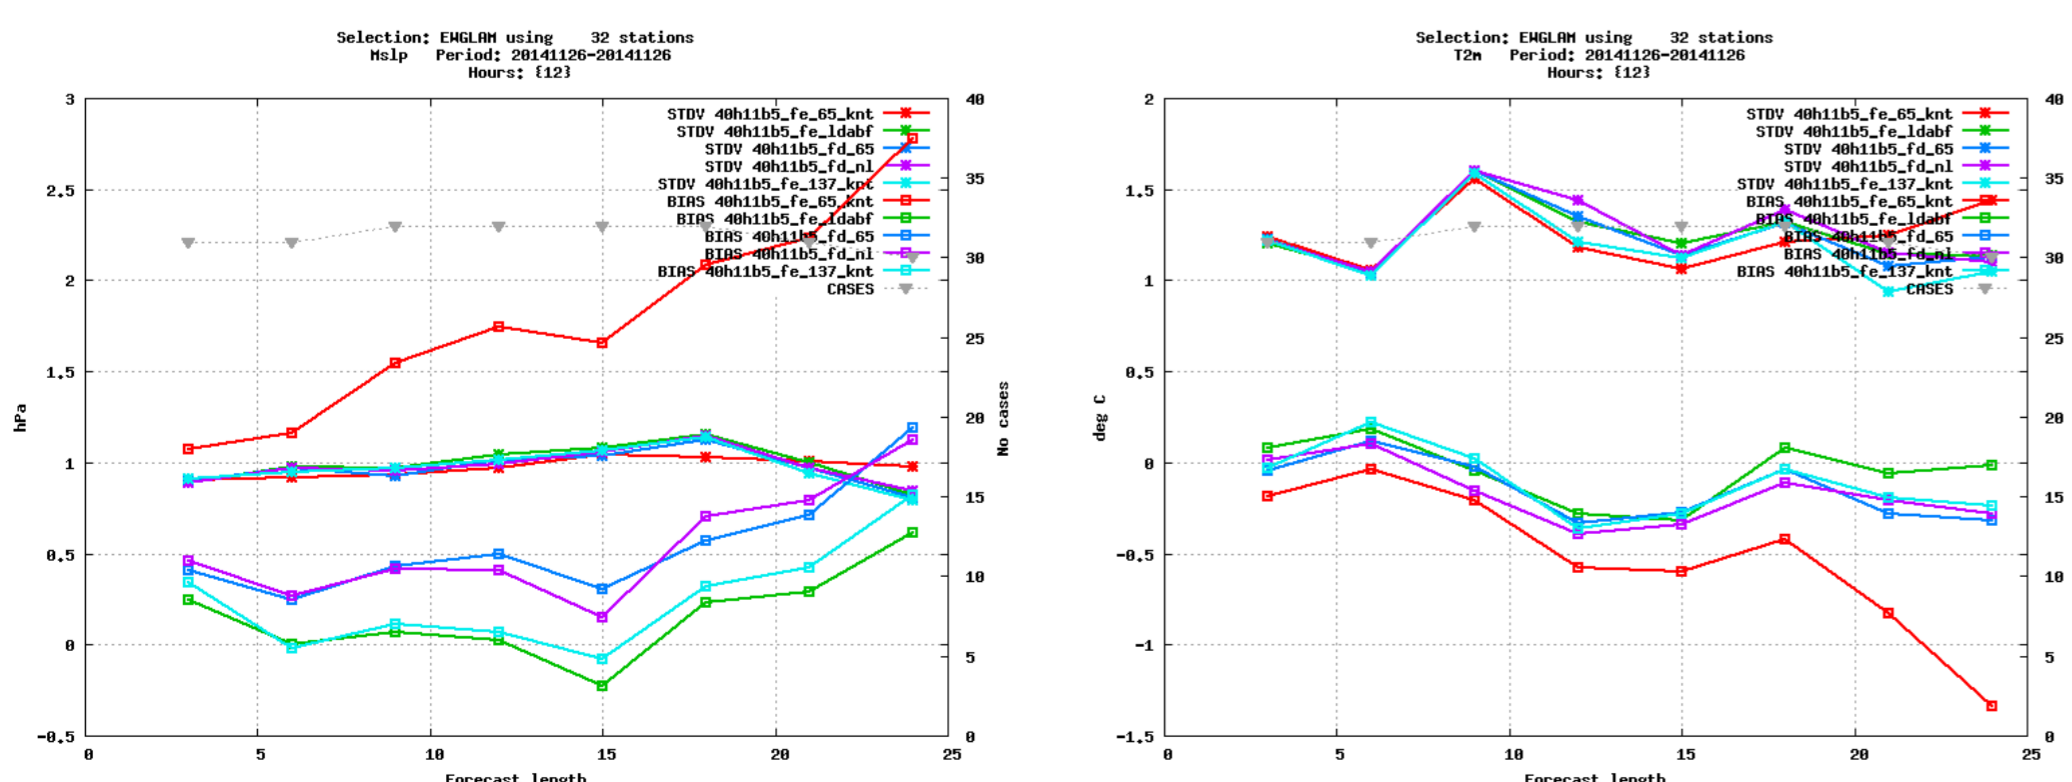 Selection: EWGLAM using 32 stations
Mslp Period: 20141126-20141126
Hours: {12}
3
2.5
2
1.5
1
0.5
0
-0.5
hPa
40
35
30
25
20
15
10
5
0
No cases
STDV 40h11b5_fe_65_knt
STDV 40h11b5_fe_ldabf
STDV 40h11b5_fd_65
STDV 40h11b5_fd_nl
STDV 40h11b5_fe_137_knt
BIAS 40h11b5_fe_65_knt
BIAS 40h11b5_fe_ldabf
BIAS 40h11b5_fd_65
BIAS 40h11b5_fd_nl
BIAS 40h11b5_fe_137_knt
CASES
0 5 10 15 20 25
Forecast length
Selection: EWGLAM using 32 stations
T2m Period: 20141126-20141126
Hours: {12}
2
1.5
1
0.5
0
-0.5
-1
-1.5
deg C
40
35
30
25
20
15
10
5
0
STDV 40h11b5_fe_65_knt
STDV 40h11b5_fe_ldabf
STDV 40h11b5_fd_65
STDV 40h11b5_fd_nl
STDV 40h11b5_fe_137_knt
BIAS 40h11b5_fe_65_knt
BIAS 40h11b5_fe_ldabf
BIAS 40h11b5_fd_65
BIAS 40h11b5_fd_nl
BIAS 40h11b5_fe_137_knt
CASES
0 5 10 15 20 25
Forecast length